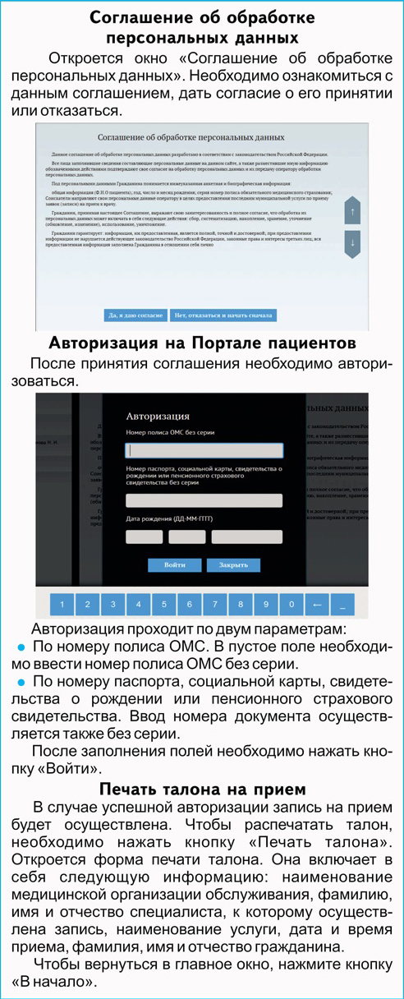 Соглашение об обработке
персональных данных
Откроется окно «Соглашение об обработке
персональных данных». Необходимо ознакомиться с
данным соглашением, дать согласие о его принятии
или отказаться.
Соглашение об обработке персональных данных
Данное соглашение об обработке персональных данных разработано в соответствии с законодательством Российской Федерации.
Все лица заполнившие сведения составляющие персональные данные на данном сайте, а также разместившие иную информацию
обозначенными действиями подтверждают свое согласие на обработку персональных данных и их передачу оператору обработки
персональных данных.
Под персональными данными Гражданина понимается нижеуказанная анкетная и биографическая информация:
общая информация (Ф.И.О пациента), год, число и месяц рождения; серия номер полиса обязательного медицинского страхования;
Соискатели направляют свои персональные данные оператору в целях предоставления последним муниципальной услуги по приему
заявок (записи) на прием к врачу.
Гражданин, принимая настоящее Соглашение, выражают свою заинтересованность и полное согласие, что обработка их
персональных данных может включать в себя следующие действия: сбор, систематизацию, накопление, хранение, уточнение
(обновление, изменение), использование, уничтожение.
Гражданин гарантирует: информация, им предоставленная, является полной, точной и достоверной; при предоставлении
информации не нарушается действующее законодательство Российской Федерации, законные права и интересы третьих лиц; вся
предоставленная информация заполнена Гражданина в отношении себя лично
↑
↓
Да, я даю согласие Нет, отказаться и начать сначала
Авторизация на Портале пациентов
После принятия соглашения необходимо автори-
зоваться.
Авторизация
Номер полиса ОМС без серии
Номер паспорта, социальной карты, свидетельства о
рождении или пенсионного страхового
свидетельства без серии
Дата рождения (ДД-ММ-ГГГГ)
Войти Закрыть
1 2 3 4 5 6 7 8 9 0 ← _
Авторизация проходит по двум параметрам:
● По номеру полиса ОМС. В пустое поле необходи-
мо ввести номер полиса ОМС без серии.
● По номеру паспорта, социальной карты, свидете-
льства о рождении или пенсионного страхового
свидетельства. Ввод номера документа осуществ-
ляется также без серии.
После заполнения полей необходимо нажать кно-
пку «Войти».
Печать талона на прием
В случае успешной авторизации запись на прием
будет осуществлена. Чтобы распечатать талон,
необходимо нажать кнопку «Печать талона».
Откроется форма печати талона. Она включает в
себя следующую информацию: наименование
медицинской организации обслуживания, фамилию,
имя и отчество специалиста, к которому осуществ-
лена запись, наименование услуги, дата и время
приема, фамилия, имя и отчество гражданина.
Чтобы вернуться в главное окно, нажмите кнопку
«В начало».